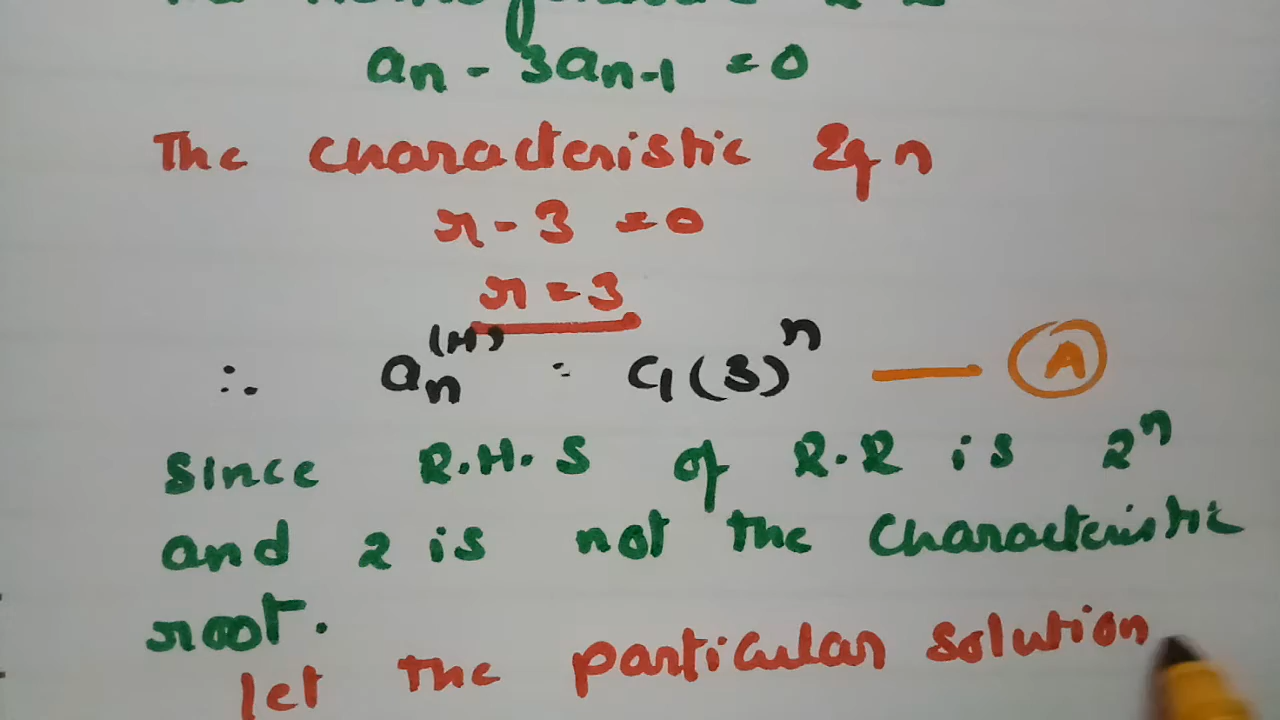 an - 3an-1 = 0
The characteristic Eqn
r - 3 = 0
r = 3
∴ an(H) = C1(3)^n — A
Since R.H.S of R.R is 2^n
and 2 is not the characteristic
root.
let the particular solution